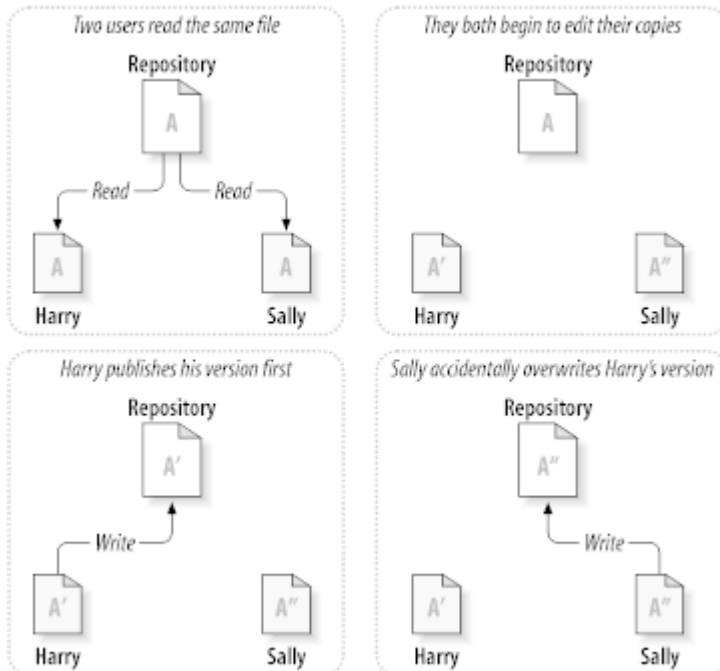 Two users read the same file
Repository
A
Read
Read
A
A
Harry
Sally
They both begin to edit their copies
Repository
A
A′
A″
Harry
Sally
Harry publishes his version first
Repository
A′
Write
A′
A″
Harry
Sally
Sally accidentally overwrites Harry's version
Repository
A″
Write
A′
A″
Harry
Sally